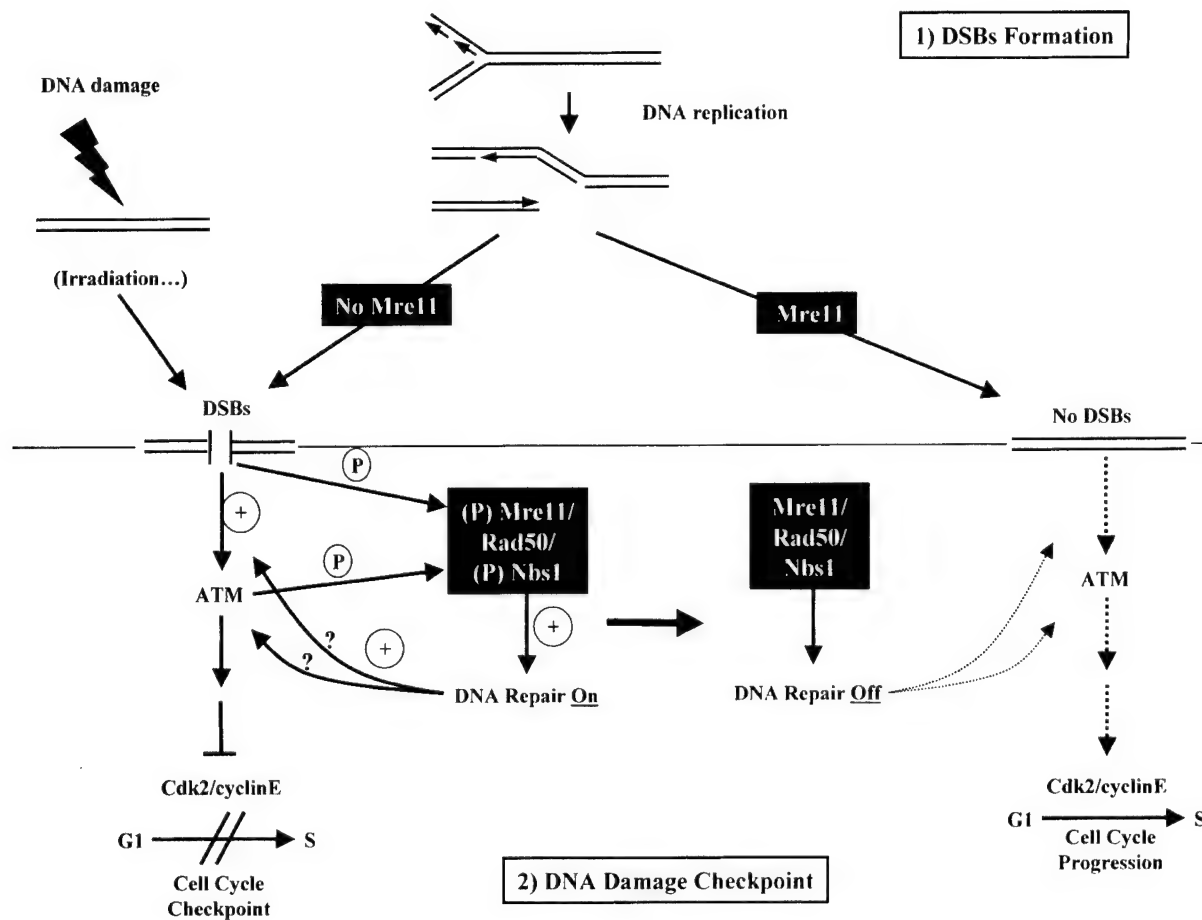 1) DSBs Formation
DNA damage
DNA replication
(Irradiation...)
No Mre11
Mre11
DSBs
No DSBs
P
+
(P) Mre11/
Rad50/
(P) Nbs1
Mre11/
Rad50/
Nbs1
P
ATM
ATM
+
?
+
?
DNA Repair On
DNA Repair Off
Cdk2/cyclinE
Cdk2/cyclinE
G1
S
G1
S
Cell Cycle
Checkpoint
Cell Cycle
Progression
2) DNA Damage Checkpoint